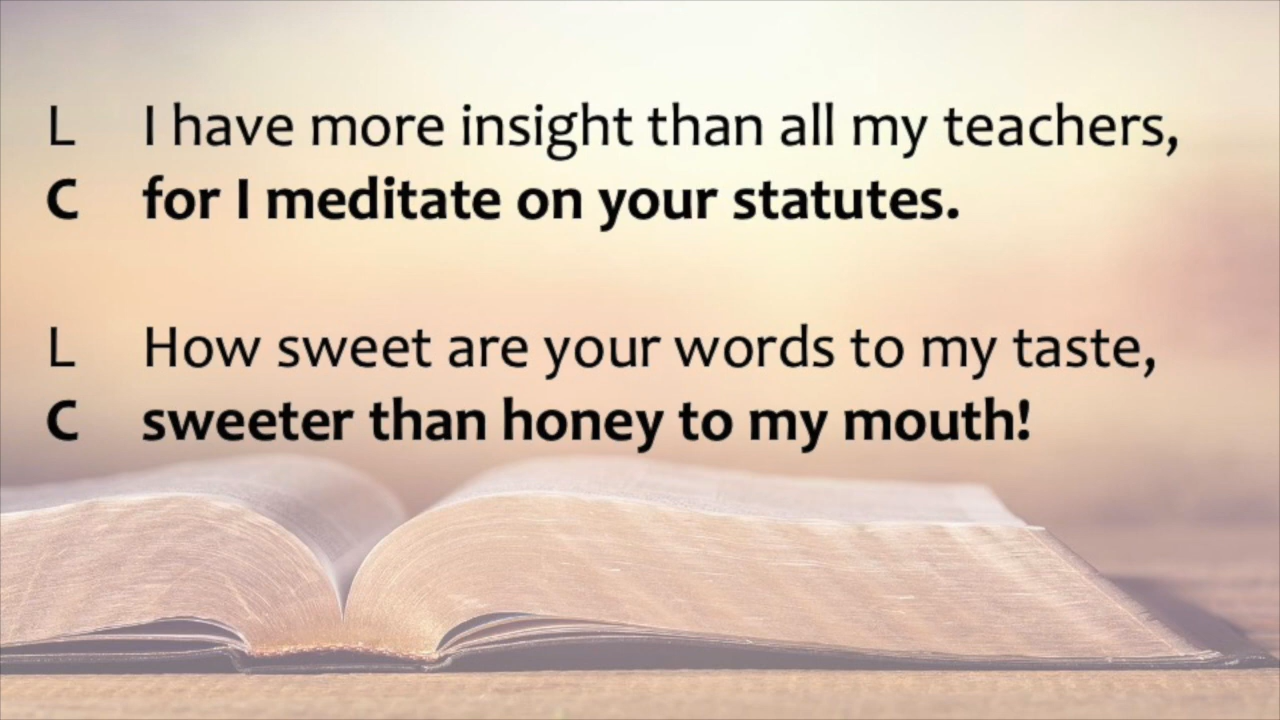 L I have more insight than all my teachers,
C for I meditate on your statutes.
L How sweet are your words to my taste,
C sweeter than honey to my mouth!